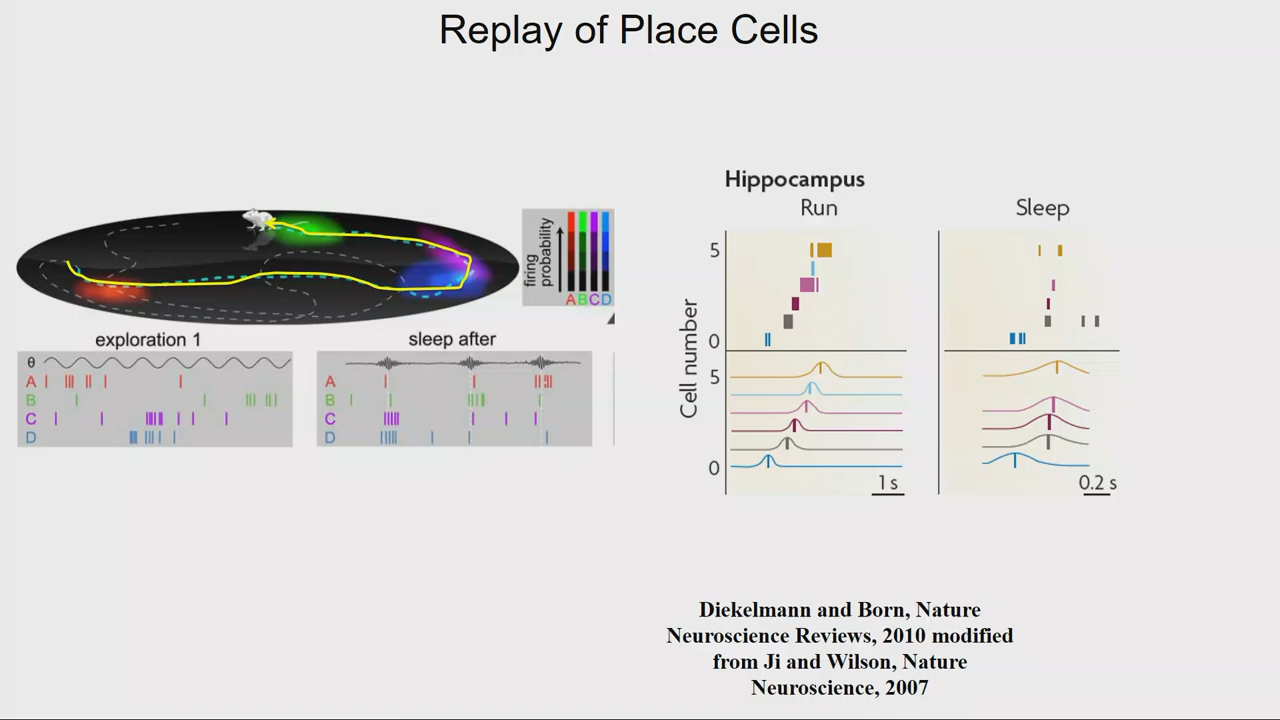 Replay of Place Cells
firing
probability
A B C D
exploration 1
θ
A
B
C
D
sleep after
A
B
C
D
Hippocampus
Run
Sleep
Cell number
5
0
5
0
1 s
0.2 s
Diekelmann and Born, Nature
Neuroscience Reviews, 2010 modified
from Ji and Wilson, Nature
Neuroscience, 2007